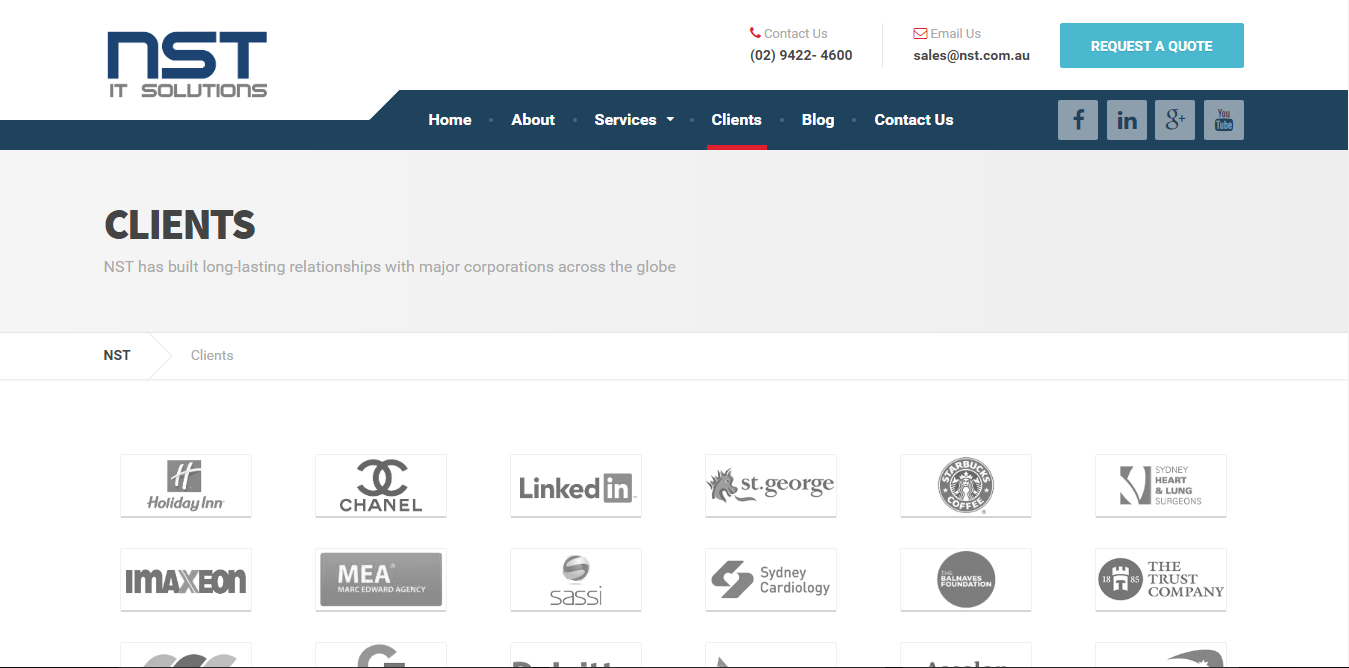 NST
IT SOLUTIONS
Contact Us
(02) 9422- 4600
Email Us
sales@nst.com.au
REQUEST A QUOTE
Home About Services Clients Blog Contact Us
f in g+ You Tube
CLIENTS
NST has built long-lasting relationships with major corporations across the globe
NST Clients
H
Holiday Inn
CHANEL
Linked in
st.george
STARBUCKS
COFFEE
SYDNEY
HEART
& LUNG
SURGEONS
IMAXEON
MEA
MARC EDWARD AGENCY
sassi
Sydney
Cardiology
THE
BALNAVES
FOUNDATION
18 85
THE
TRUST
COMPANY